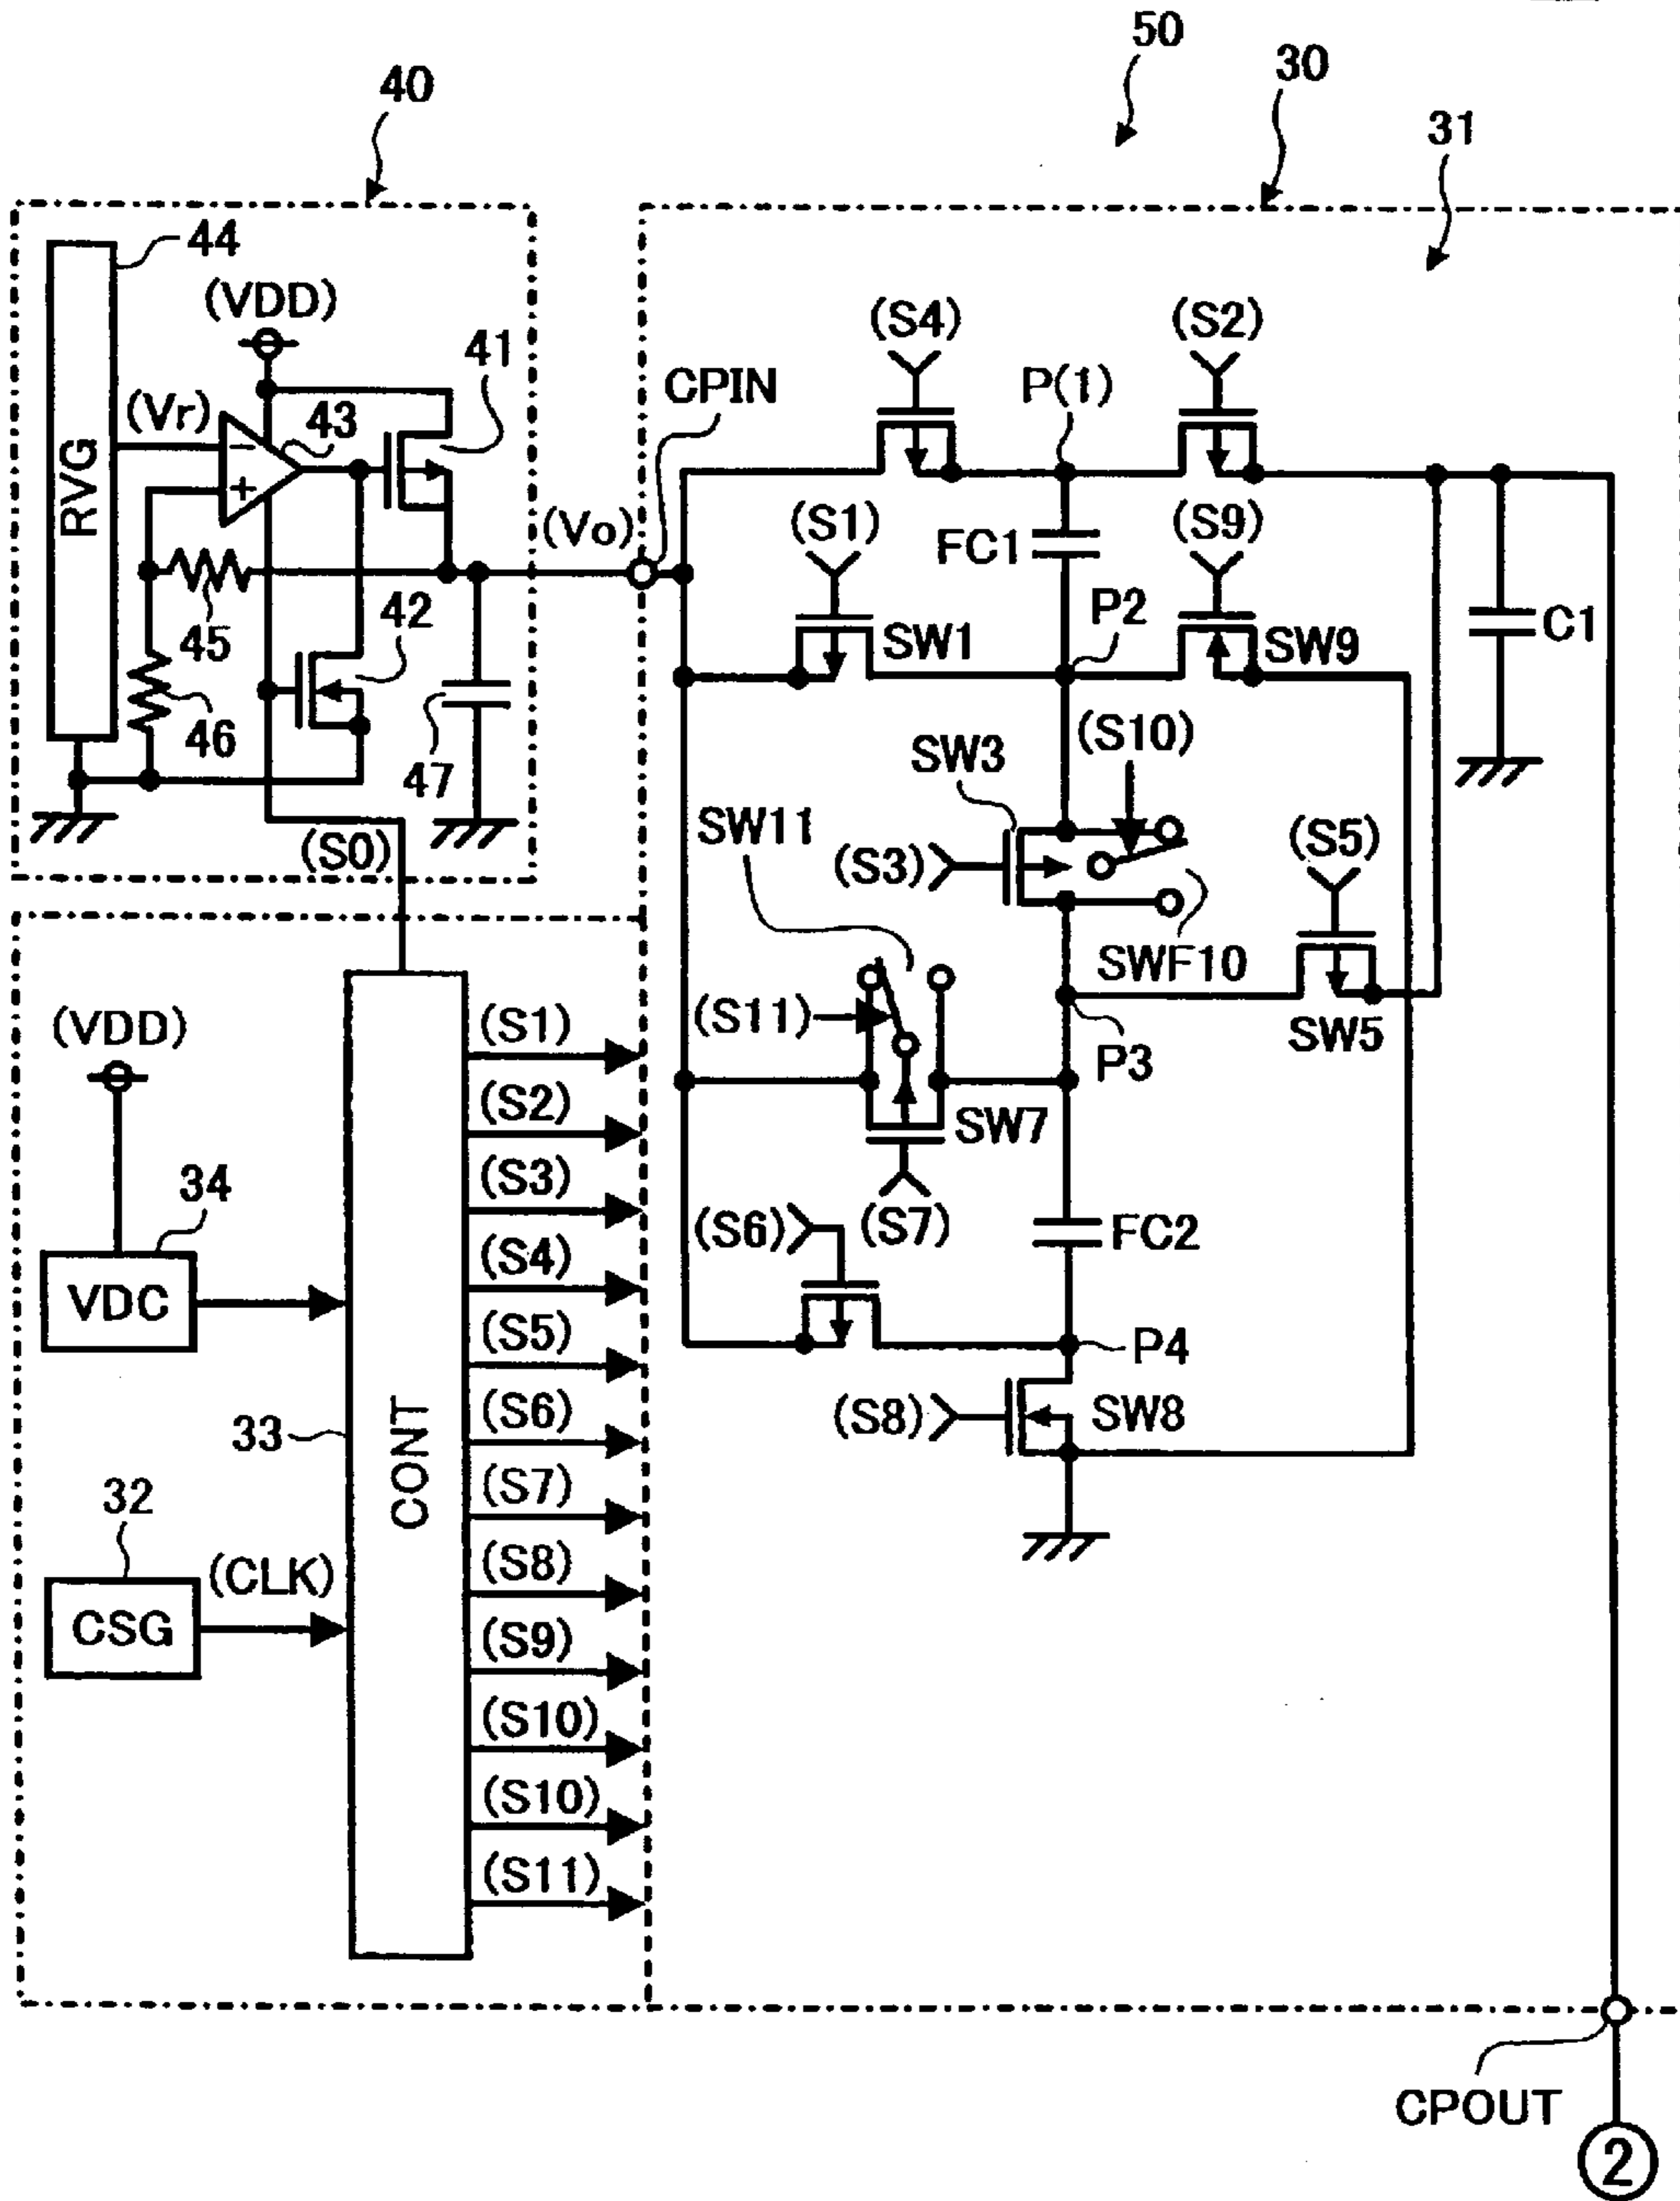 50
40
30
31
44
(VDD)
41
(S4)
(S2)
CPIN
P(1)
(Vr)
43
−
+
RVG
(Vo)
(S1)
FC1
(S9)
45
42
SW1
P2
SW9
C1
46
47
SW3
(S10)
SW11
(S0)
(S3)
(S5)
SWF10
(S11)
SW5
P3
(VDD)
(S1)
(S2)
SW7
(S3)
34
(S6)
(S7)
FC2
VDC
(S4)
P4
(S5)
33
CONT
(S6)
(S8)
SW8
(S7)
32
(CLK)
(S8)
CSG
(S9)
(S10)
(S10)
(S11)
CPOUT
2